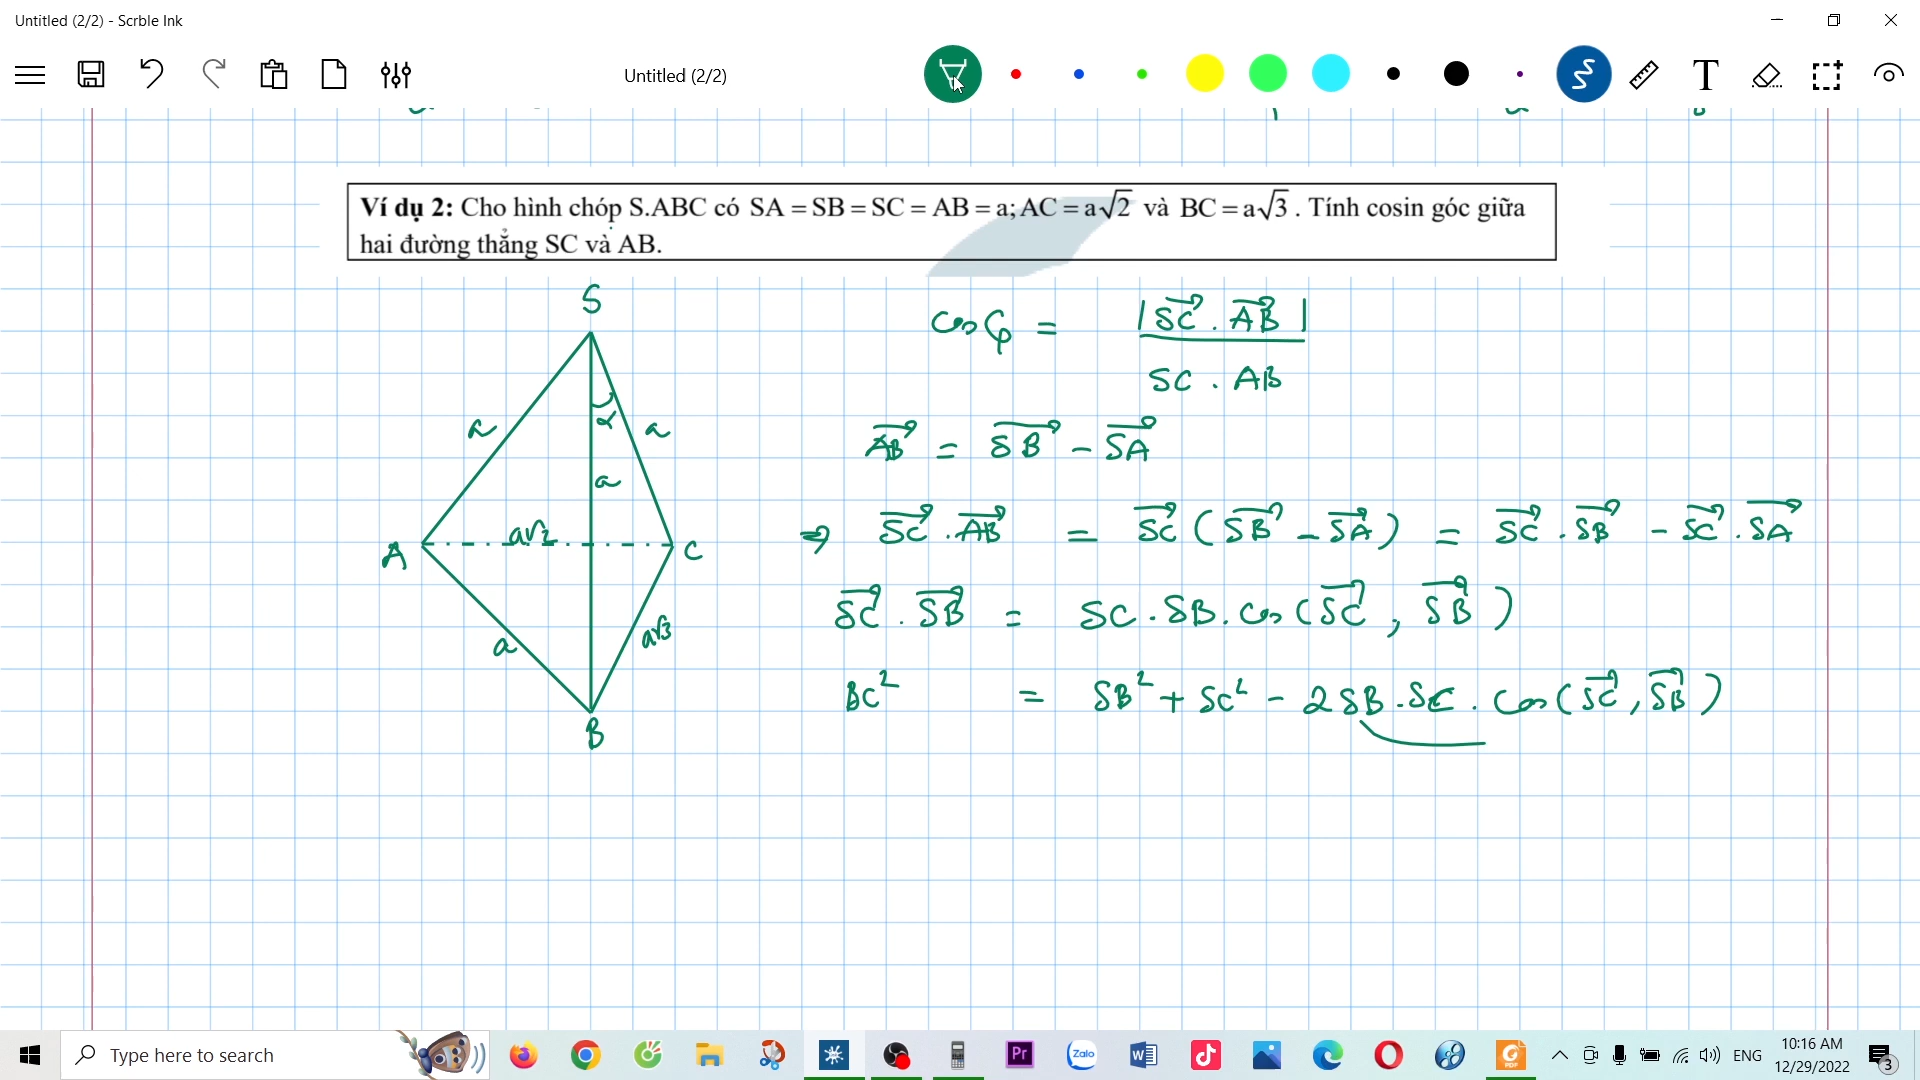 Untitled (2/2) - Scrble Ink
Untitled (2/2)
T
Ví dụ 2: Cho hình chóp S.ABC có SA = SB = SC = AB = a; AC = a√2 và BC = a√3. Tính cosin góc giữa
hai đường thẳng SC và AB.
S
a
α
a
a
a√2
A
C
a
a√3
B
cos φ = |SC⃗ . AB⃗| / SC . AB
AB⃗ = SB⃗ - SA⃗
⇒ SC⃗ . AB⃗ = SC⃗ (SB⃗ - SA⃗) = SC⃗ . SB⃗ - SC⃗ . SA⃗
SC⃗ . SB⃗ = SC . SB . cos(SC⃗, SB⃗)
BC² = SB² + SC² - 2SB . SC . cos(SC⃗, SB⃗)
Type here to search
Pr
Zalo
W
PDF
ENG
10:16 AM
12/29/2022
3